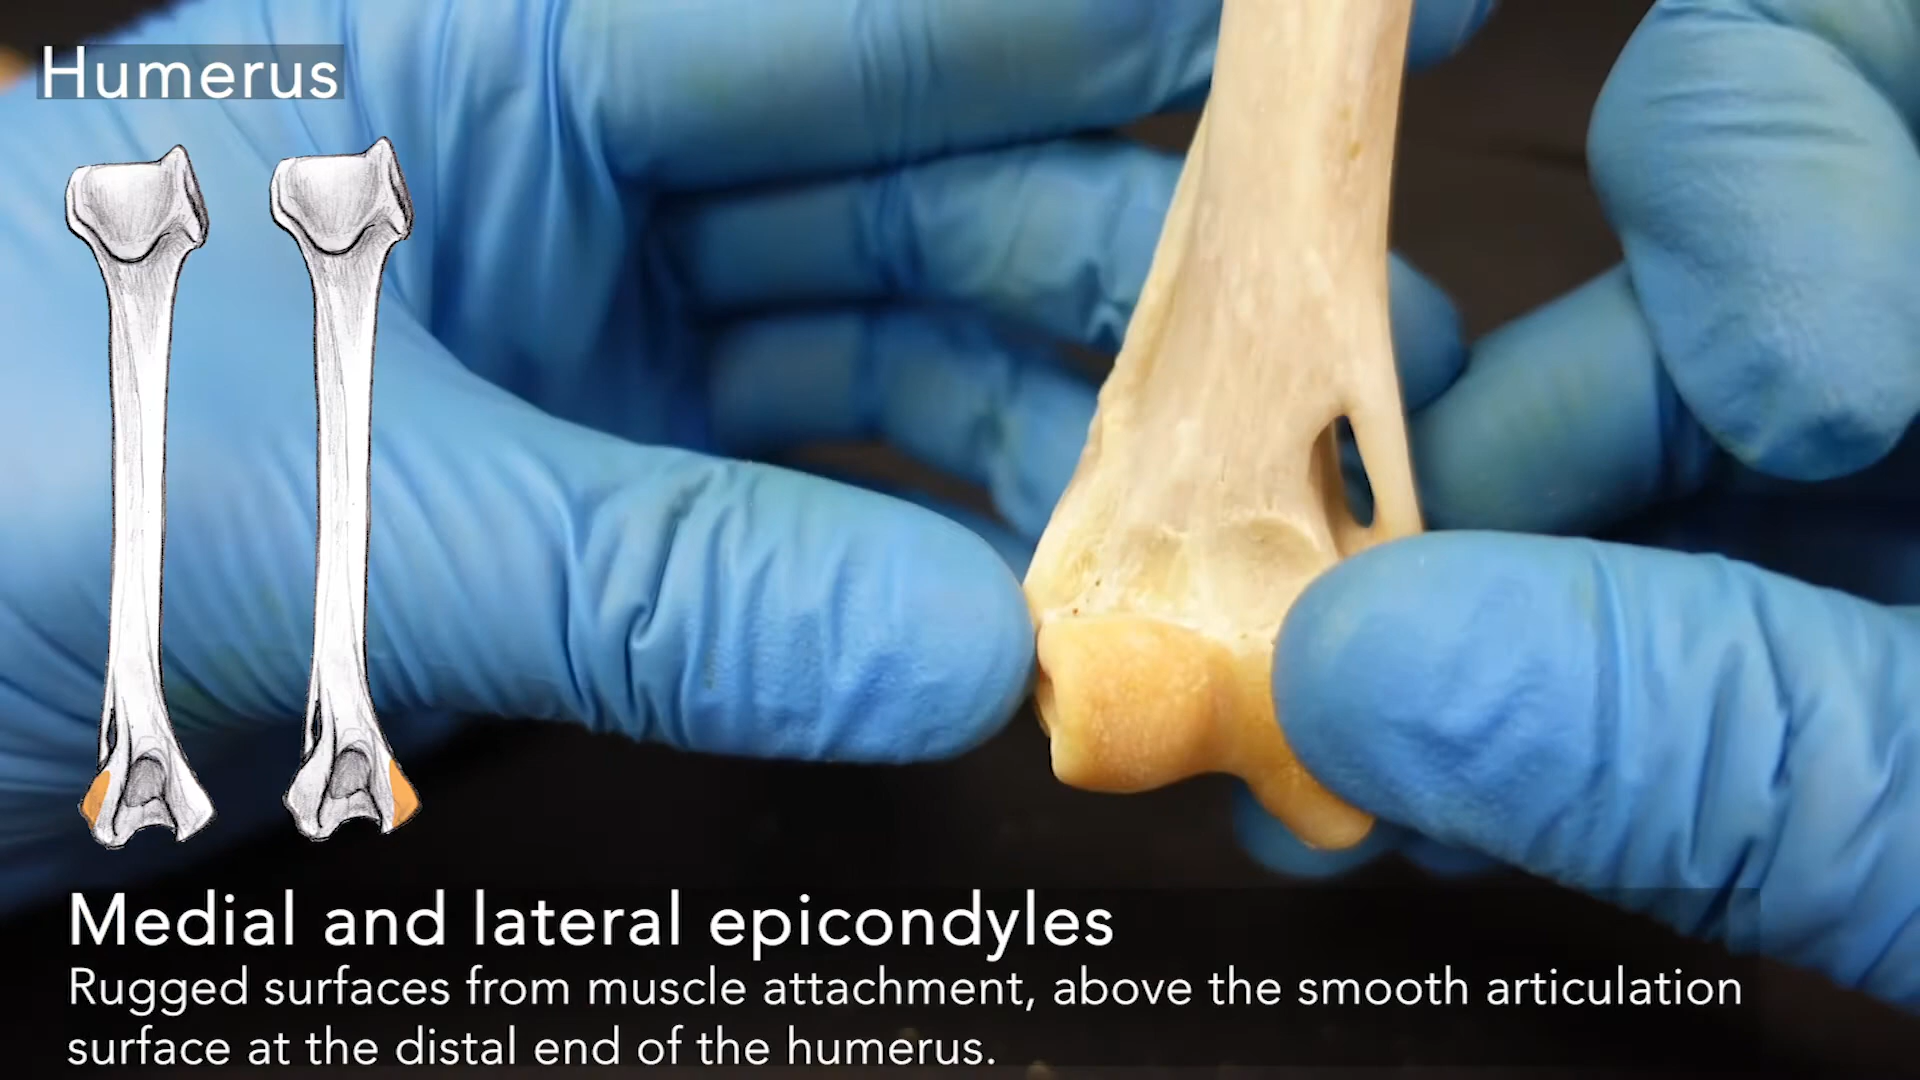 Humerus
Medial and lateral epicondyles
Rugged surfaces from muscle attachment, above the smooth articulation
surface at the distal end of the humerus.